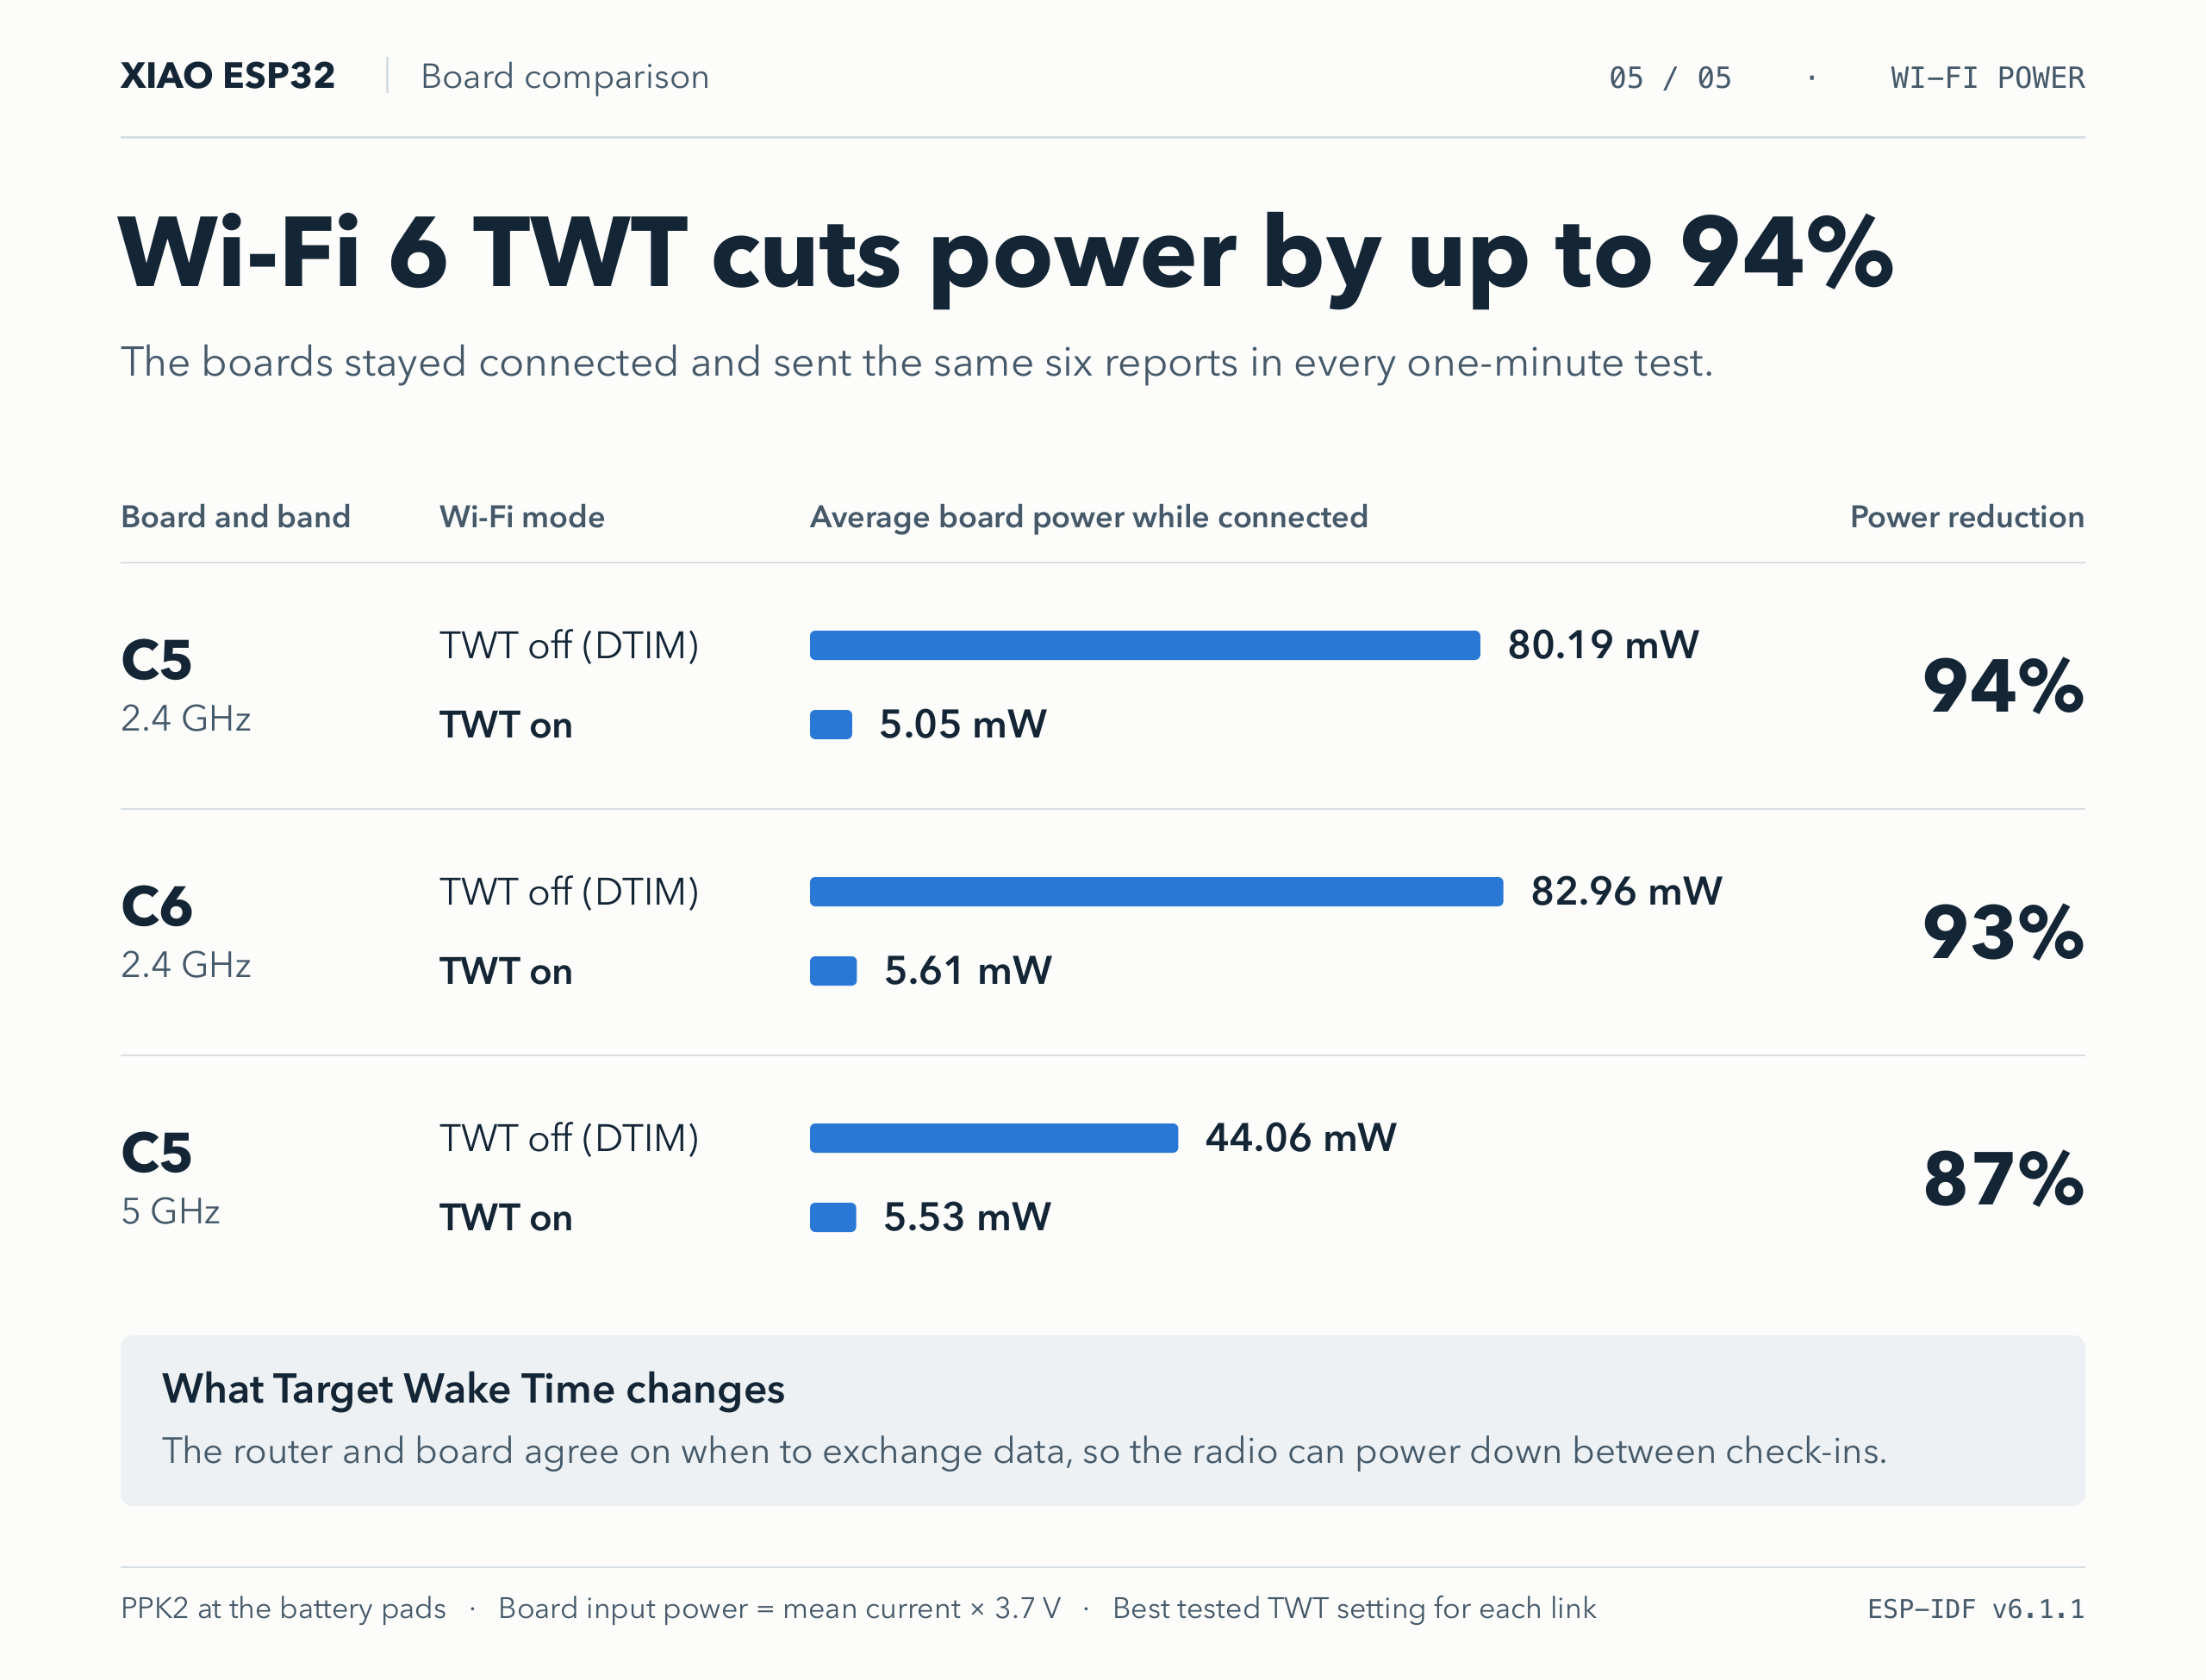 XIAO ESP32 | Board comparison 05 / 05 · WI-FI POWER
Wi-Fi 6 TWT cuts power by up to 94%
The boards stayed connected and sent the same six reports in every one-minute test.
Board and band Wi-Fi mode Average board power while connected Power reduction
C5
2.4 GHz
TWT off (DTIM) 80.19 mW
TWT on 5.05 mW
94%
C6
2.4 GHz
TWT off (DTIM) 82.96 mW
TWT on 5.61 mW
93%
C5
5 GHz
TWT off (DTIM) 44.06 mW
TWT on 5.53 mW
87%
What Target Wake Time changes
The router and board agree on when to exchange data, so the radio can power down between check-ins.
PPK2 at the battery pads · Board input power = mean current × 3.7 V · Best tested TWT setting for each link ESP-IDF v6.1.1